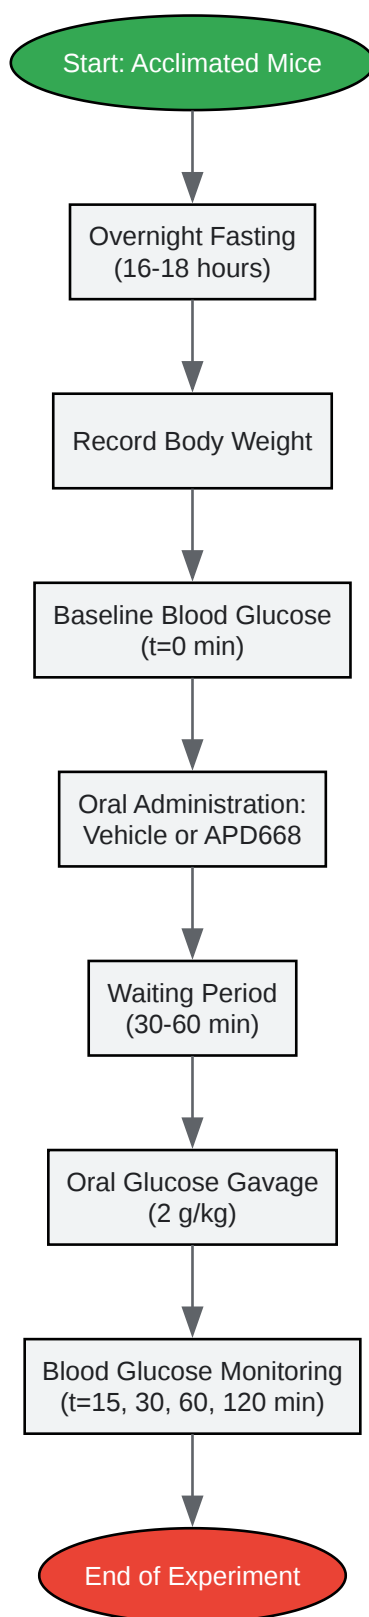 Start: Acclimated Mice
Overnight Fasting
(16-18 hours)
Record Body Weight
Baseline Blood Glucose
(t=0 min)
Oral Administration:
Vehicle or APD668
Waiting Period
(30-60 min)
Oral Glucose Gavage
(2 g/kg)
Blood Glucose Monitoring
(t=15, 30, 60, 120 min)
End of Experiment